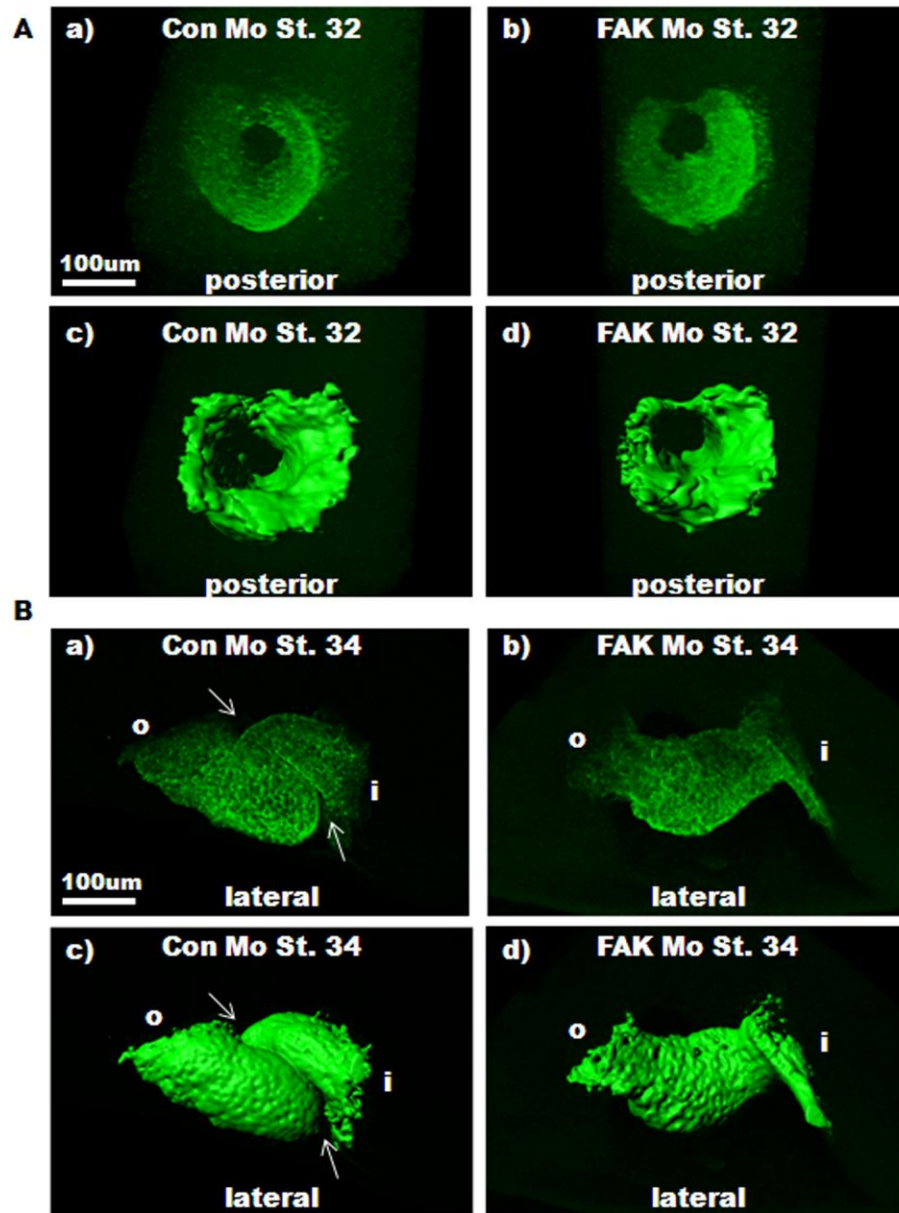 A
a) Con Mo St. 32
b) FAK Mo St. 32
100um
posterior
posterior
c) Con Mo St. 32
d) FAK Mo St. 32
posterior
posterior
B
a) Con Mo St. 34
b) FAK Mo St. 34
o
i
o
i
100um
lateral
lateral
c) Con Mo St. 34
d) FAK Mo St. 34
o
i
o
i
lateral
lateral